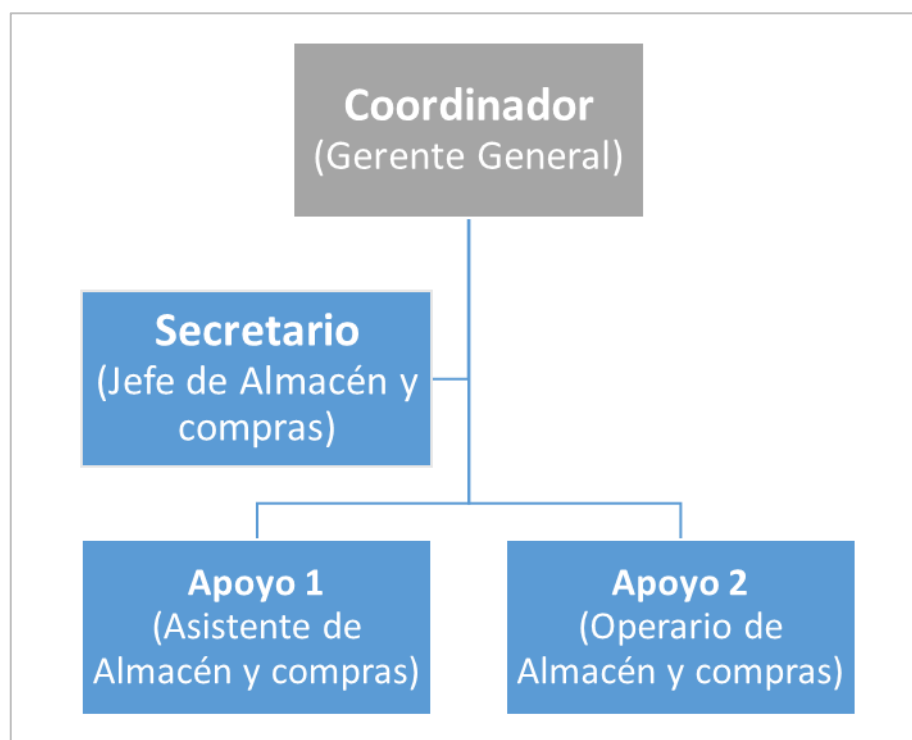 Coordinador
(Gerente General)
Secretario
(Jefe de Almacén y
compras)
Apoyo 1
(Asistente de
Almacén y compras)
Apoyo 2
(Operario de
Almacén y compras)